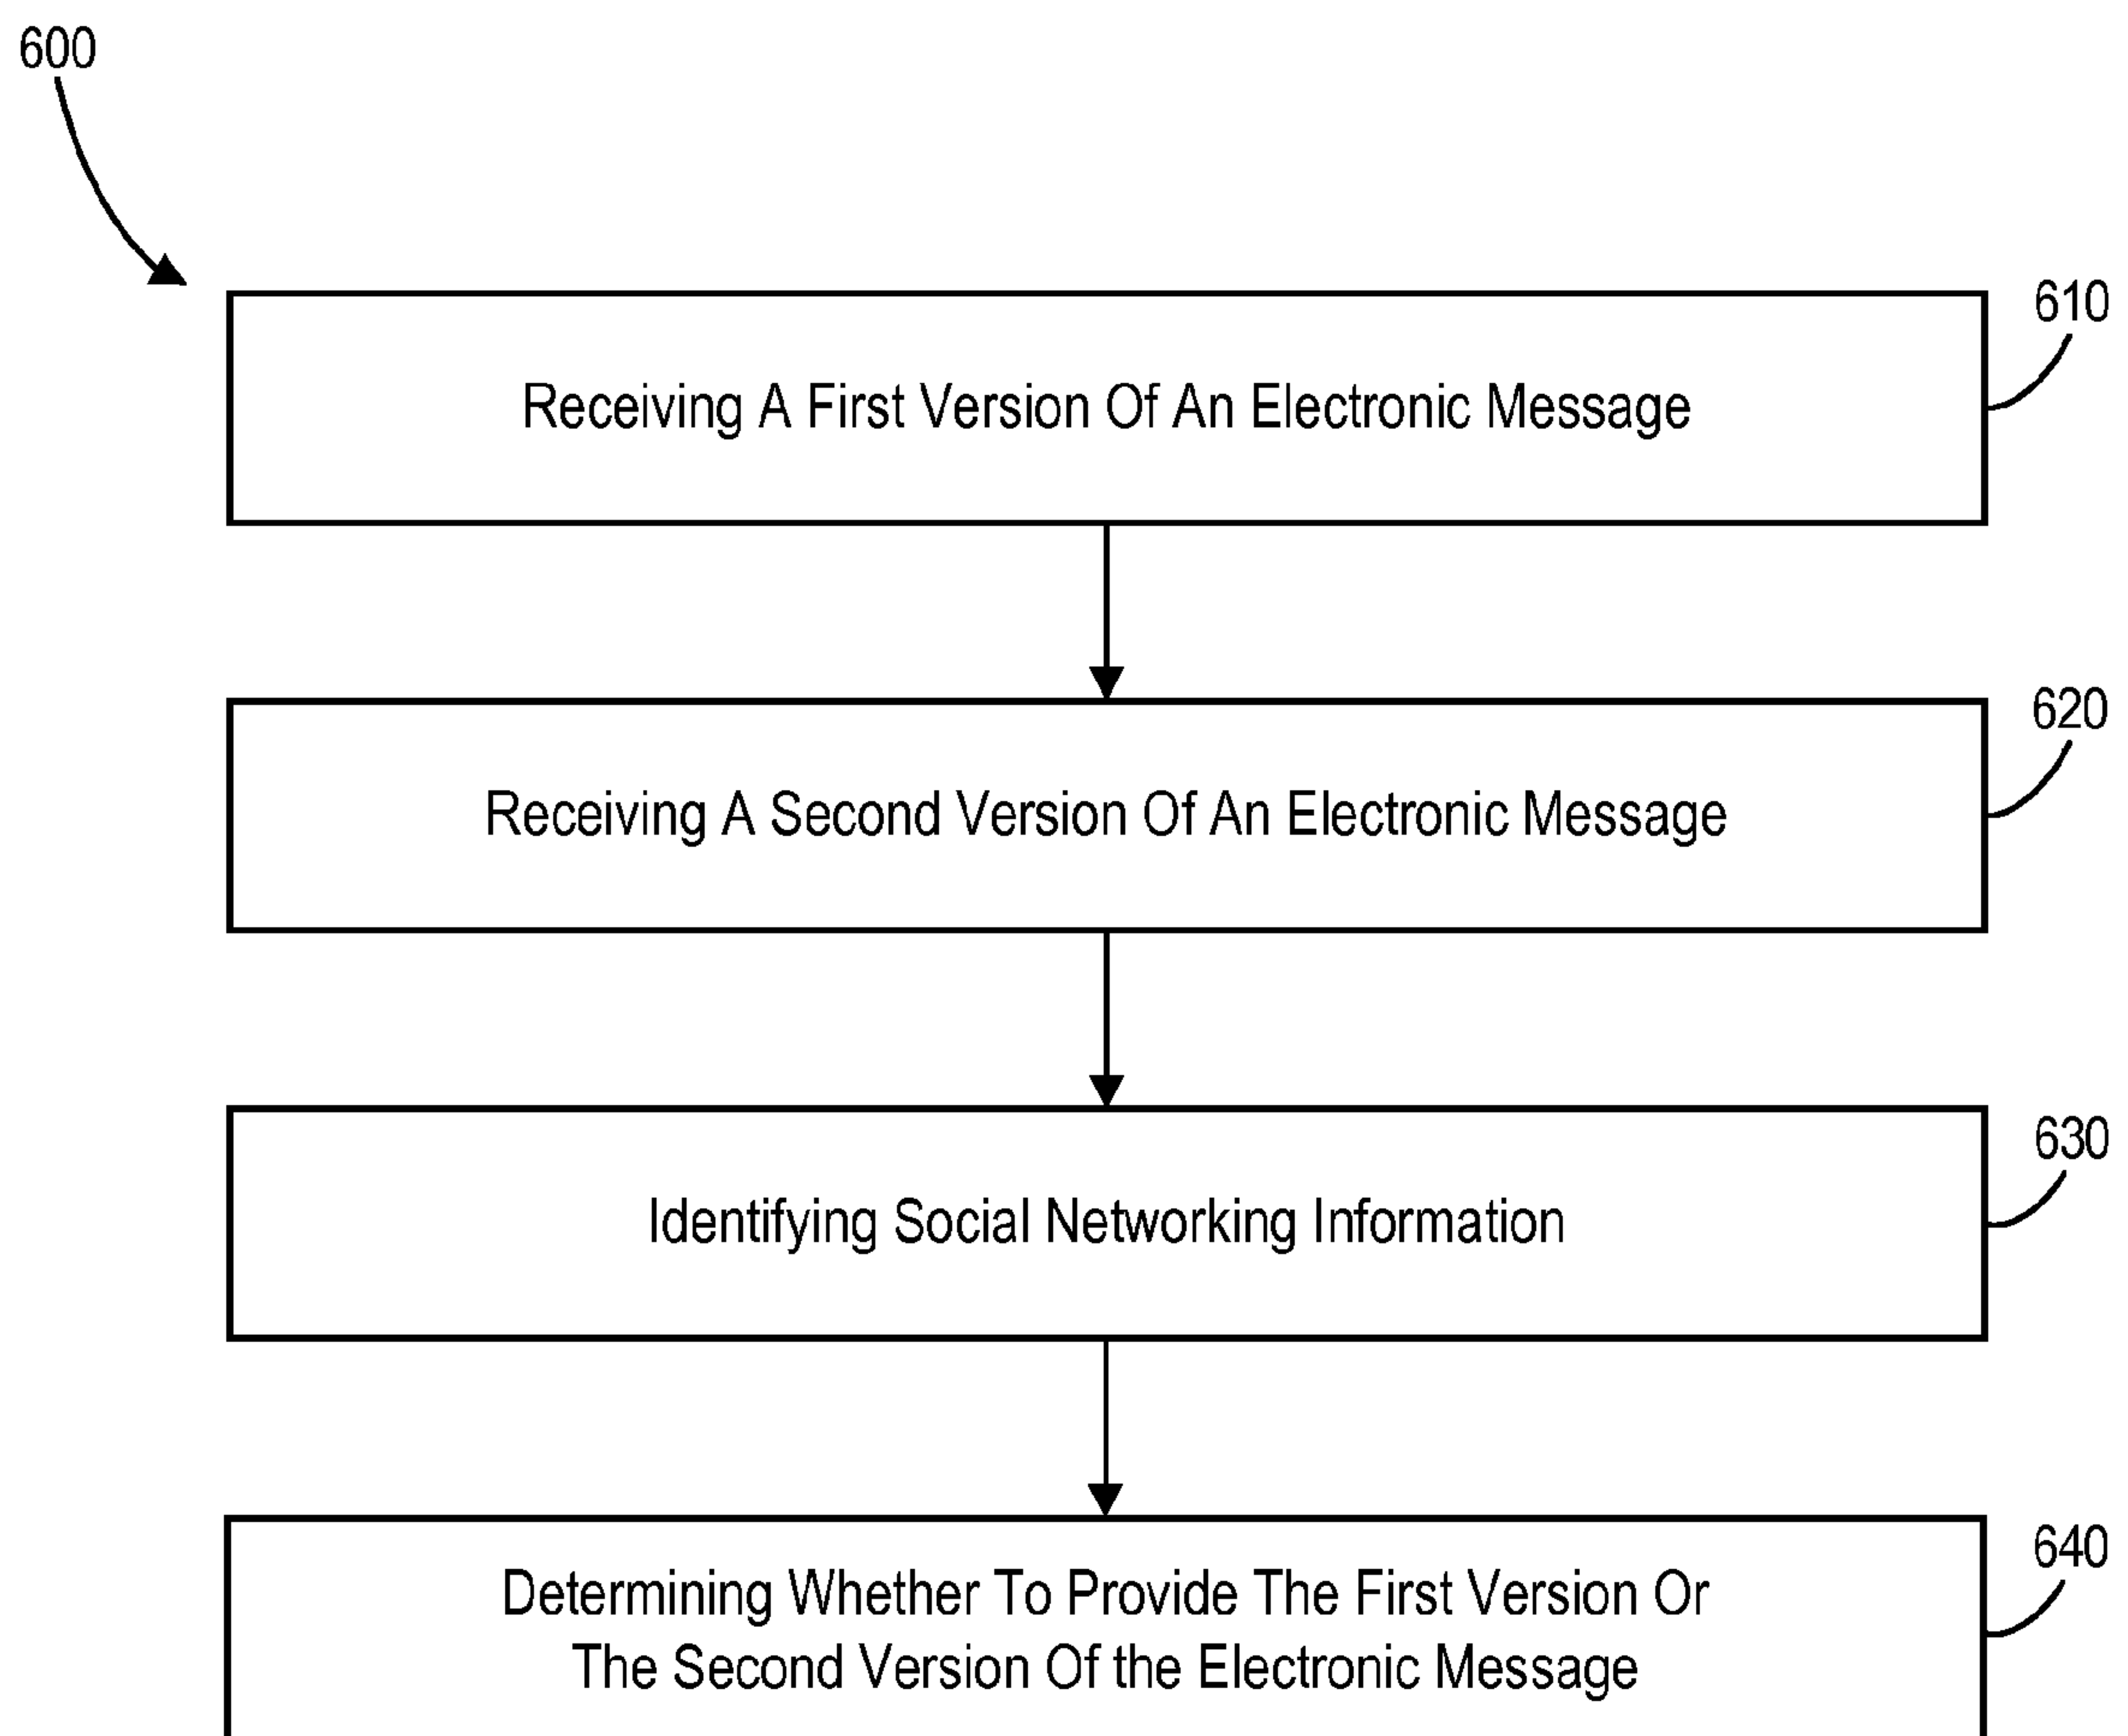 600
610
Receiving A First Version Of An Electronic Message
620
Receiving A Second Version Of An Electronic Message
630
Identifying Social Networking Information
640
Determining Whether To Provide The First Version Or
The Second Version Of the Electronic Message